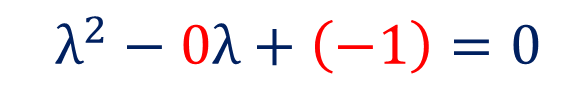 λ² − 0λ + (−1) = 0